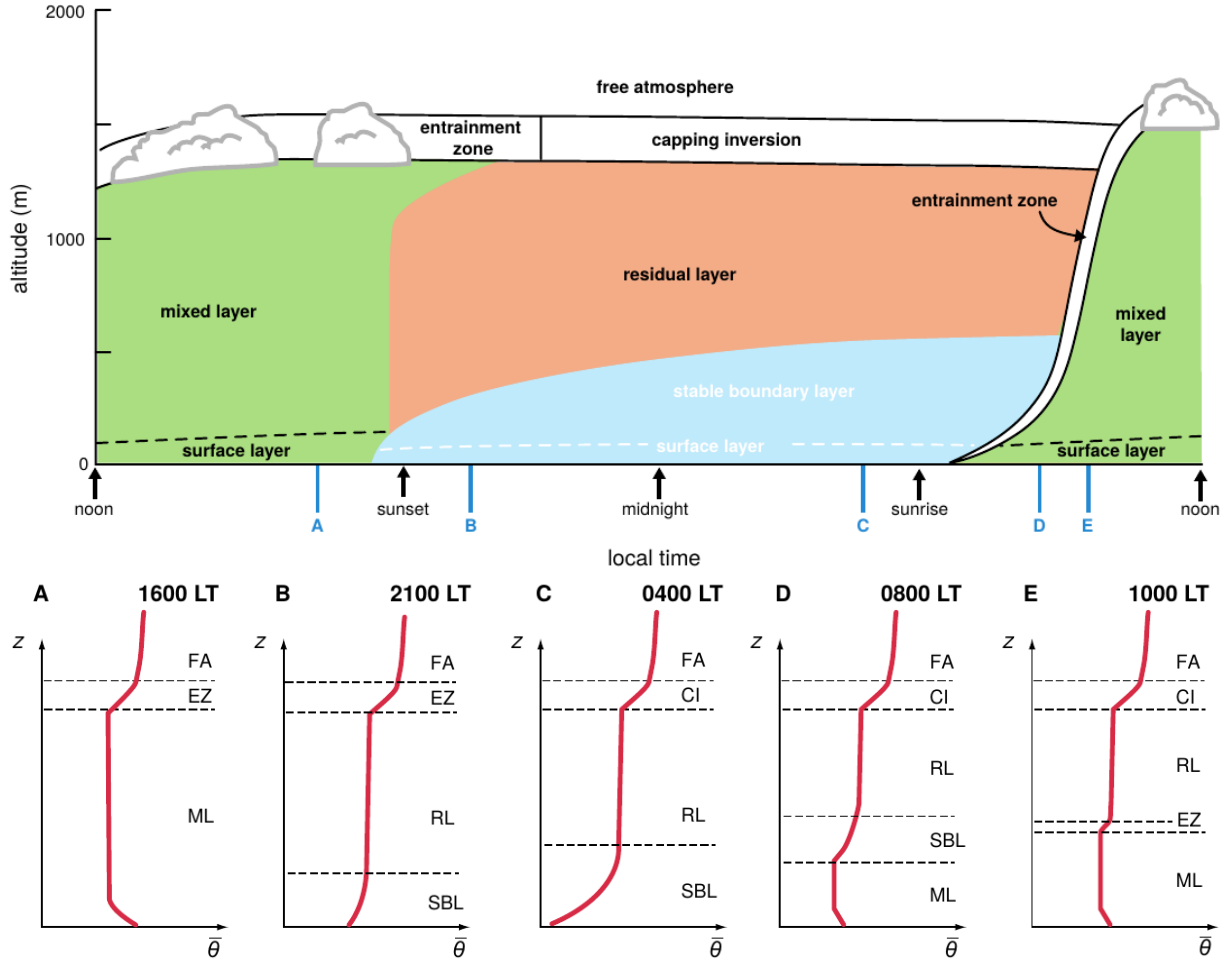 2000
free atmosphere
entrainment
zone
capping inversion
entrainment zone
altitude (m)
1000
residual layer
mixed layer
mixed
layer
stable boundary layer
surface layer
surface layer
surface layer
0
noon
sunset
midnight
sunrise
noon
A
B
C
D
E
local time
A 1600 LT
z
FA
EZ
ML
θ̅
B 2100 LT
z
FA
EZ
RL
SBL
θ̅
C 0400 LT
z
FA
CI
RL
SBL
θ̅
D 0800 LT
z
FA
CI
RL
SBL
ML
θ̅
E 1000 LT
z
FA
CI
RL
EZ
ML
θ̅